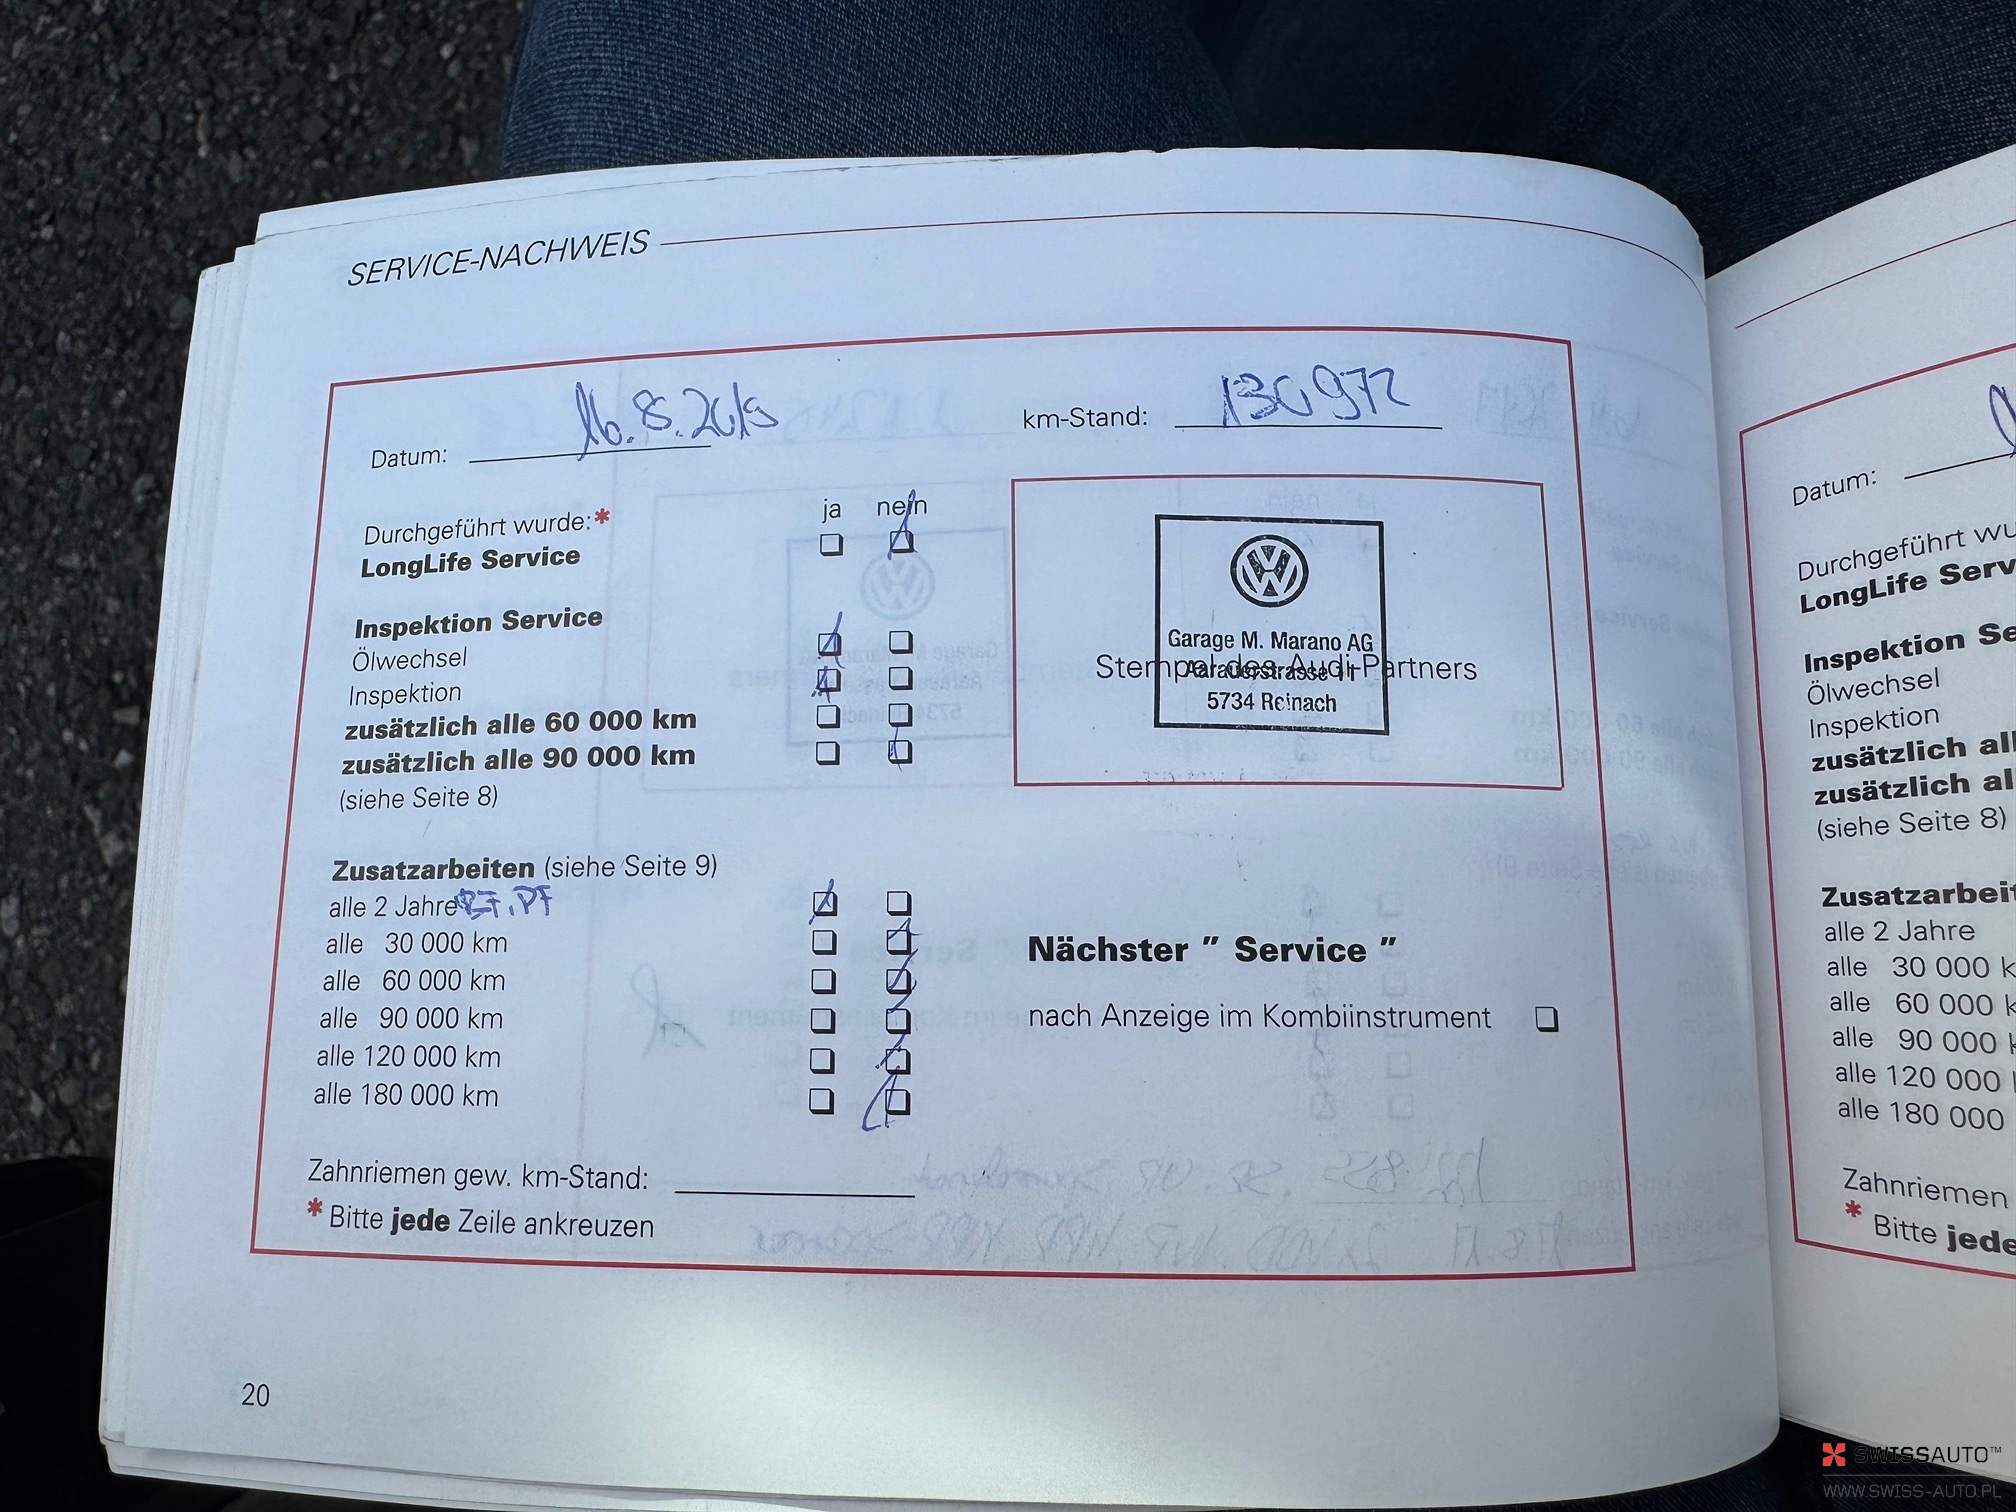 SERVICE-NACHWEIS
Datum: 16.8.2019 km-Stand: 130972
Durchgeführt wurde:* ja nein
LongLife Service
Inspektion Service
Ölwechsel
Inspektion
zusätzlich alle 60 000 km
zusätzlich alle 90 000 km
(siehe Seite 8)
Garage M. Marano AG
Stempel des Audi-Partners
Aarauerstrasse 11
5734 Reinach
Zusatzarbeiten (siehe Seite 9)
alle 2 Jahre
alle 30 000 km
alle 60 000 km
alle 90 000 km
alle 120 000 km
alle 180 000 km
Nächster " Service "
nach Anzeige im Kombiinstrument
Zahnriemen gew. km-Stand:
* Bitte jede Zeile ankreuzen
20
Datum:
Durchgeführt wu
LongLife Serv
Inspektion Se
Ölwechsel
Inspektion
zusätzlich all
zusätzlich al
(siehe Seite 8)
Zusatzarbeit
alle 2 Jahre
alle 30 000 k
alle 60 000 k
alle 90 000 k
alle 120 000
alle 180 000
Zahnriemen
* Bitte jede
SWISSAUTO™
WWW.SWISS-AUTO.PL